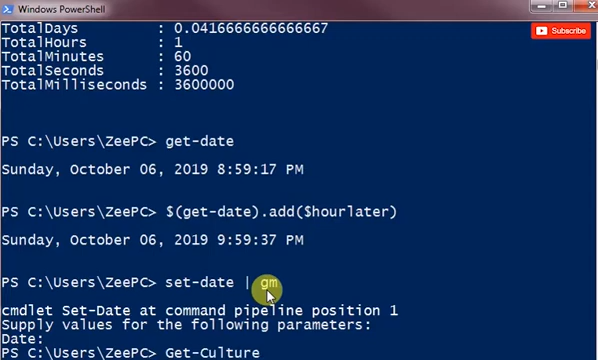 Windows PowerShell
Subscribe
TotalDays : 0.0416666666666667
TotalHours : 1
TotalMinutes : 60
TotalSeconds : 3600
TotalMilliseconds : 3600000
PS C:\Users\ZeePC> get-date
Sunday, October 06, 2019 8:59:17 PM
PS C:\Users\ZeePC> $(get-date).add($hourlater)
Sunday, October 06, 2019 9:59:37 PM
PS C:\Users\ZeePC> set-date | gm
cmdlet Set-Date at command pipeline position 1
Supply values for the following parameters:
Date:
PS C:\Users\ZeePC> Get-Culture